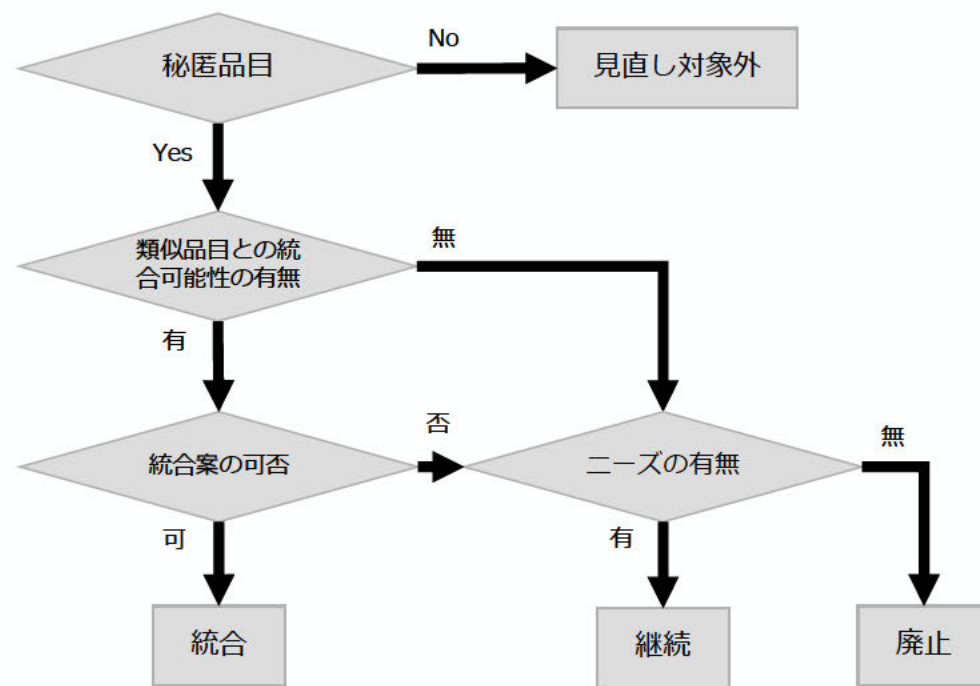 秘匿品目
No
見直し対象外
Yes
類似品目との統
合可能性の有無
無
有
統合案の可否
否
ニーズの有無
無
可
有
統合
継続
廃止